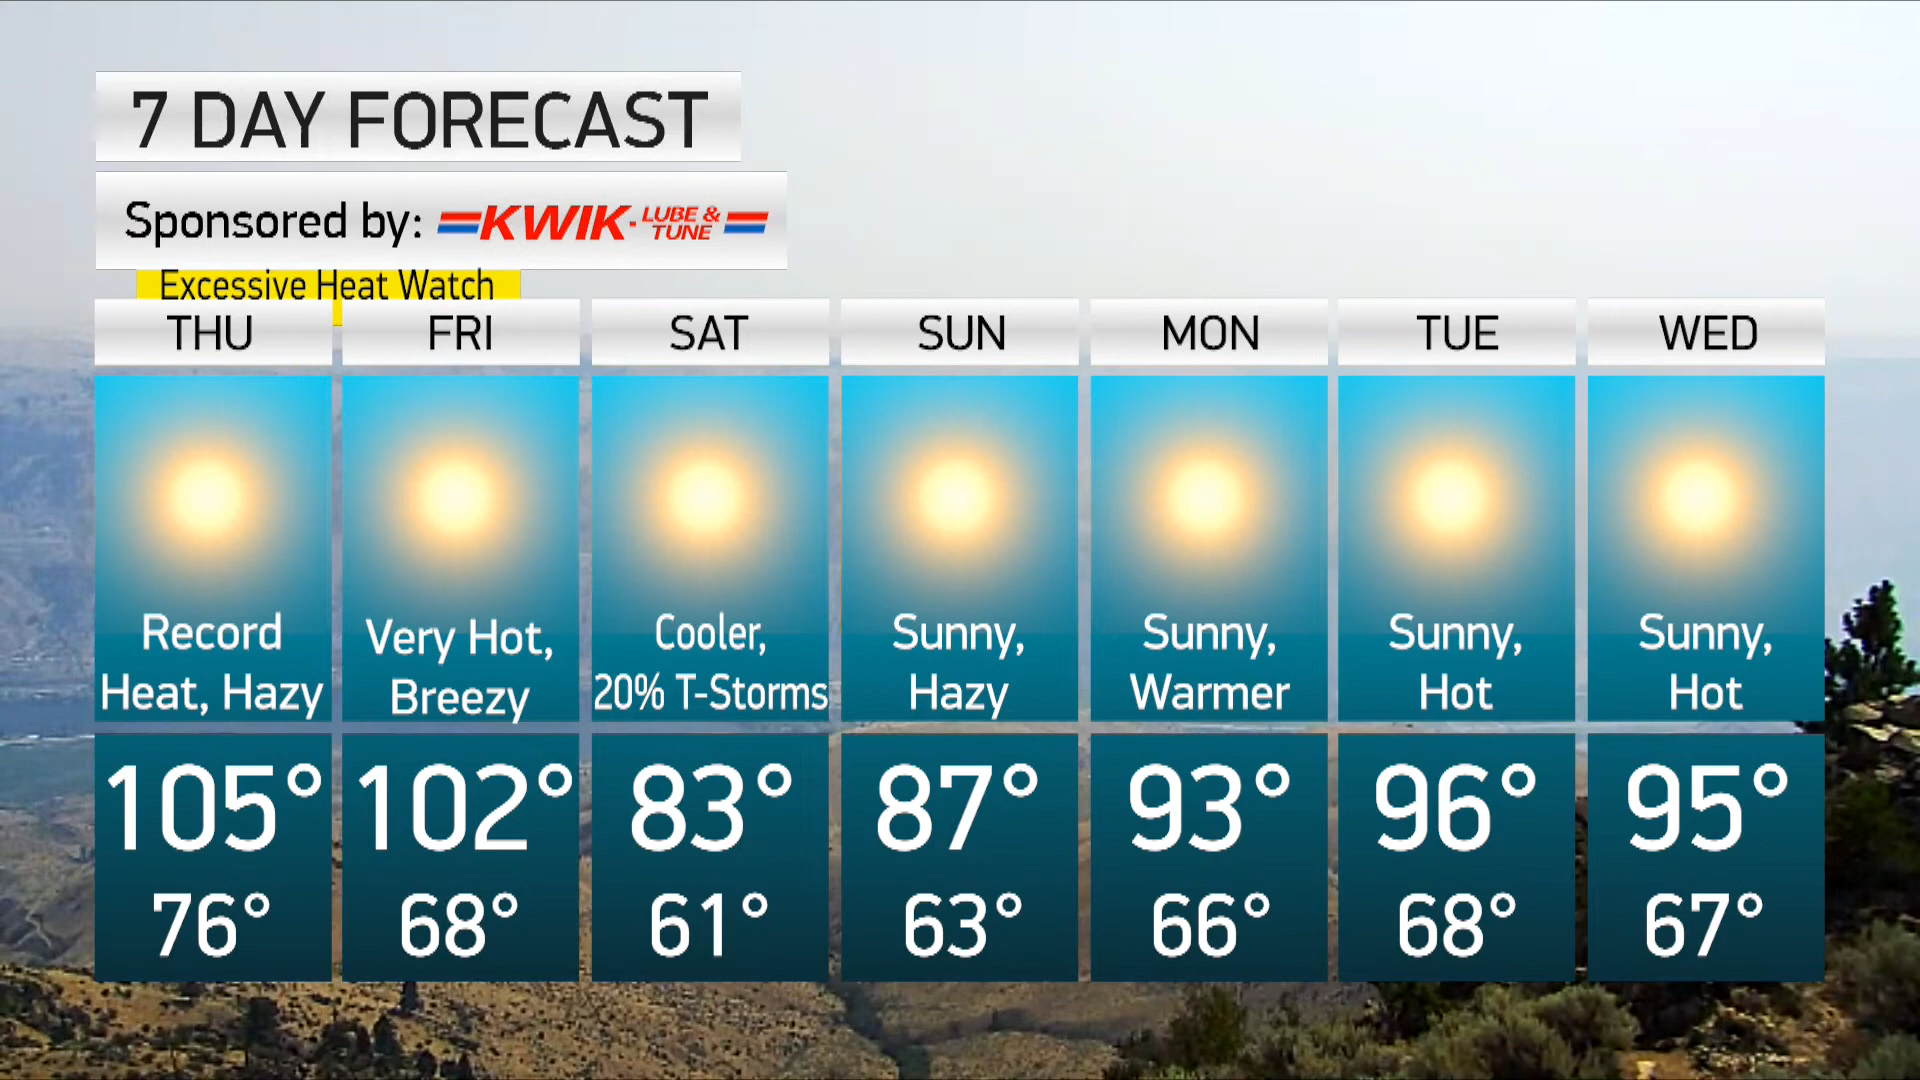 7 DAY FORECAST
Sponsored by: KWIK-LUBE & TUNE
Excessive Heat Watch
THU
Record
Heat, Hazy
105°
76°
FRI
Very Hot,
Breezy
102°
68°
SAT
Cooler,
20% T-Storms
83°
61°
SUN
Sunny,
Hazy
87°
63°
MON
Sunny,
Warmer
93°
66°
TUE
Sunny,
Hot
96°
68°
WED
Sunny,
Hot
95°
67°